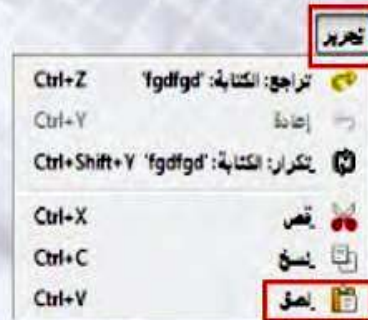 تحرير
تراجع: الكتابة: 'fgdfgd' Ctrl+Z
إعادة Ctrl+Y
تكرار: الكتابة: 'fgdfgd' Ctrl+Shift+Y
قص Ctrl+X
نسخ Ctrl+C
لصق Ctrl+V